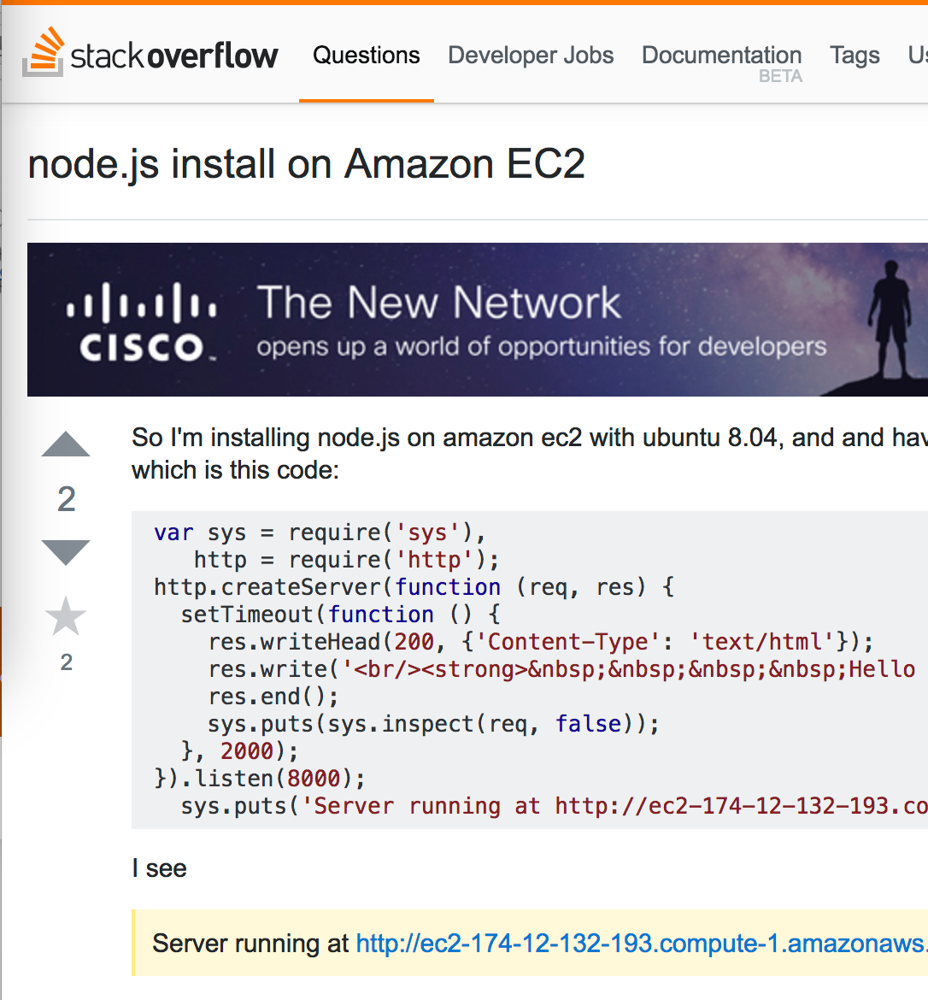 stackoverflow Questions Developer Jobs Documentation Tags
BETA
node.js install on Amazon EC2
CISCO™ The New Network
opens up a world of opportunities for developers
So I'm installing node.js on amazon ec2 with ubuntu 8.04, and and
which is this code:
2
var sys = require('sys'),
   http = require('http');
http.createServer(function (req, res) {
  setTimeout(function () {
    res.writeHead(200, {'Content-Type': 'text/html'});
    res.write('<br/><strong>&nbsp;&nbsp;&nbsp;&nbsp;Hello
2
    res.end();
    sys.puts(sys.inspect(req, false));
  }, 2000);
}).listen(8000);
  sys.puts('Server running at http://ec2-174-12-132-193.co
I see
Server running at http://ec2-174-12-132-193.compute-1.amazonaws.